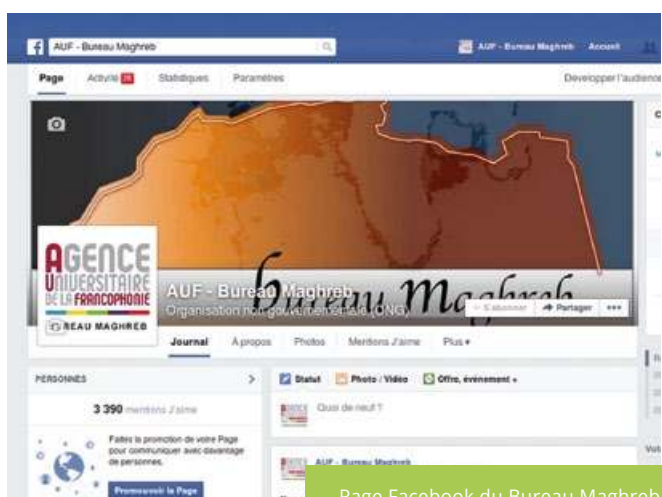 AUF - Bureau Maghreb
AUF - Bureau Maghreb Accueil
Page Activité Statistiques Paramètres
Développer l'audience
AGENCE
UNIVERSITAIRE
DE LA FRANCOPHONIE
BUREAU MAGHREB
bureau Maghreb
AUF - Bureau Maghreb
Organisation non gouvernementale (ONG)
S'abonner Partager
Journal À propos Photos Mentions J'aime Plus
PERSONNES
3 390 mentions J'aime
Faites la promotion de votre Page
pour communiquer avec davantage
de personnes.
Promouvoir la Page
Statut Photo / Vidéo Offre, événement +
Quoi de neuf ?
AUF - Bureau Maghreb
Page Facebook du Bureau Maghreb